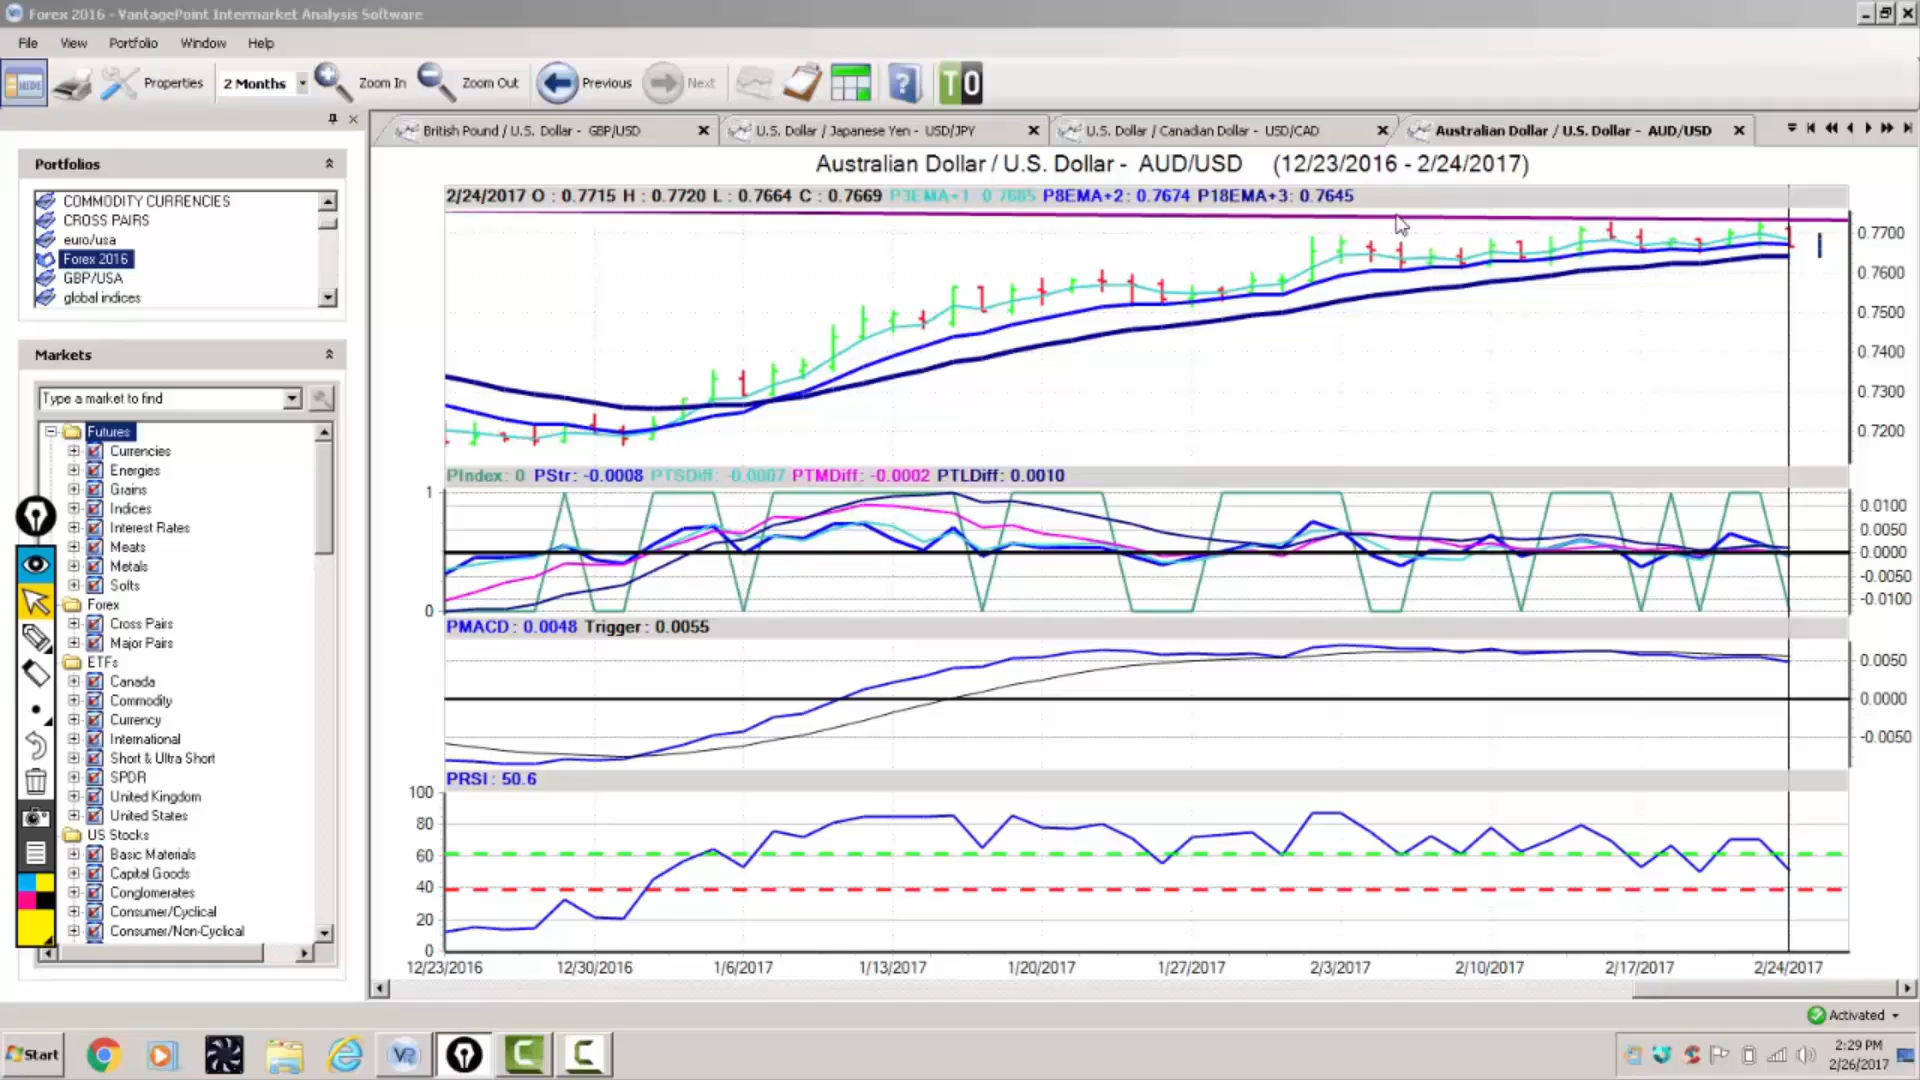 Forex 2016 - VantagePoint Intermarket Analysis Software
File View Portfolio Window Help
HIDE Properties 2 Months Zoom In Zoom Out Previous Next ? TO
British Pound / U.S. Dollar - GBP/USD
U.S. Dollar / Japanese Yen - USD/JPY
U.S. Dollar / Canadian Dollar - USD/CAD
Australian Dollar / U.S. Dollar - AUD/USD
Portfolios
COMMODITY CURRENCIES
CROSS PAIRS
euro/usa
Forex 2016
GBP/USA
global indices
Markets
Type a market to find
Futures
Currencies
Energies
Grains
Indices
Interest Rates
Meats
Metals
Softs
Forex
Cross Pairs
Major Pairs
ETFs
Canada
Commodity
Currency
International
Short & Ultra Short
SPDR
United Kingdom
United States
US Stocks
Basic Materials
Capital Goods
Conglomerates
Consumer/Cyclical
Consumer/Non-Cyclical
Australian Dollar / U.S. Dollar - AUD/USD (12/23/2016 - 2/24/2017)
2/24/2017 O : 0.7715 H : 0.7720 L : 0.7664 C : 0.7669 P3EMA+1 0.7685 P8EMA+2: 0.7674 P18EMA+3: 0.7645
0.7700
0.7600
0.7500
0.7400
0.7300
0.7200
PIndex: 0 PStr: -0.0008 PTSDiff: -0.0007 PTMDiff: -0.0002 PTLDiff: 0.0010
1
0
0.0100
0.0050
0.0000
-0.0050
-0.0100
PMACD : 0.0048 Trigger : 0.0055
0.0050
0.0000
-0.0050
PRSI : 50.6
100
80
60
40
20
0
12/23/2016 12/30/2016 1/6/2017 1/13/2017 1/20/2017 1/27/2017 2/3/2017 2/10/2017 2/17/2017 2/24/2017
Activated
Start
2:29 PM
2/26/2017